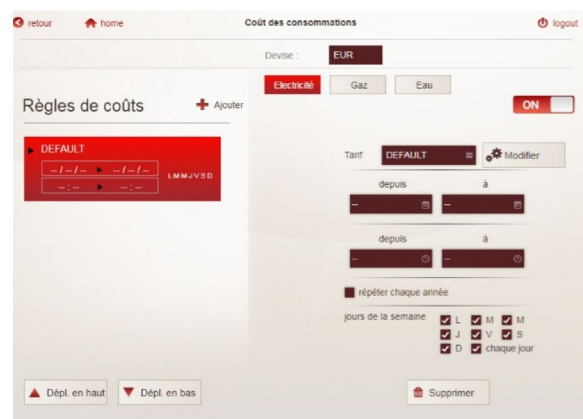 retour home Coût des consommations logout
Devise : EUR
Electricité Gaz Eau
Règles de coûts Ajouter
ON
DEFAULT
--/--/-- --/--/--
--:-- --:--
LMMJVSD
Tarif DEFAULT Modifier
depuis à
-- --
depuis à
-- --
répéter chaque année
jours de la semaine L M M
J V S
D chaque jour
Dépl. en haut Dépl. en bas Supprimer